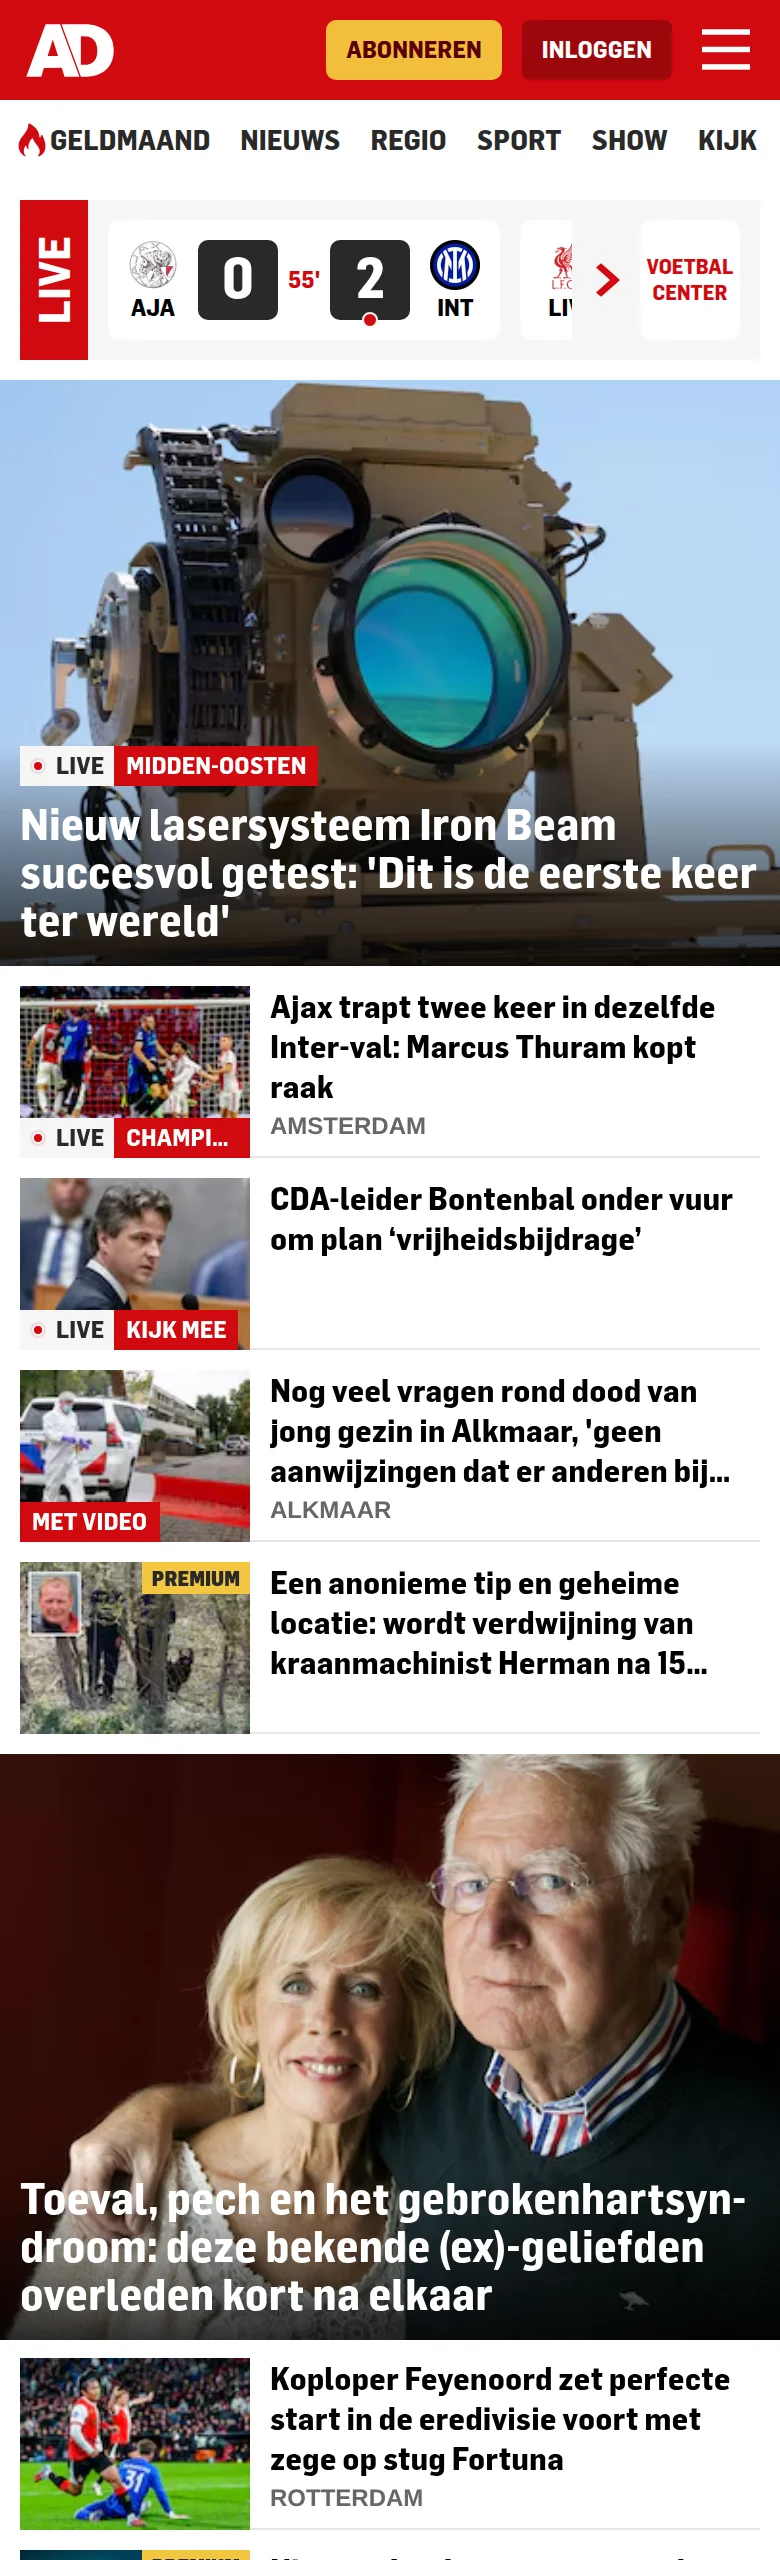 AD
ABONNEREN
INLOGGEN
GELDMAAND NIEUWS REGIO SPORT SHOW KIJK
LIVE
AJA
0
55'
2
INT
L.F.C
LIV
VOETBAL
CENTER
LIVE MIDDEN-OOSTEN
Nieuw lasersysteem Iron Beam
succesvol getest: 'Dit is de eerste keer
ter wereld'
LIVE CHAMPI...
Ajax trapt twee keer in dezelfde
Inter-val: Marcus Thuram kopt
raak
AMSTERDAM
LIVE KIJK MEE
CDA-leider Bontenbal onder vuur
om plan ‘vrijheidsbijdrage’
MET VIDEO
Nog veel vragen rond dood van
jong gezin in Alkmaar, 'geen
aanwijzingen dat er anderen bij...
ALKMAAR
PREMIUM
Een anonieme tip en geheime
locatie: wordt verdwijning van
kraanmachinist Herman na 15...
Toeval, pech en het gebrokenhartsyn-
droom: deze bekende (ex)-geliefden
overleden kort na elkaar
31
Koploper Feyenoord zet perfecte
start in de eredivisie voort met
zege op stug Fortuna
ROTTERDAM